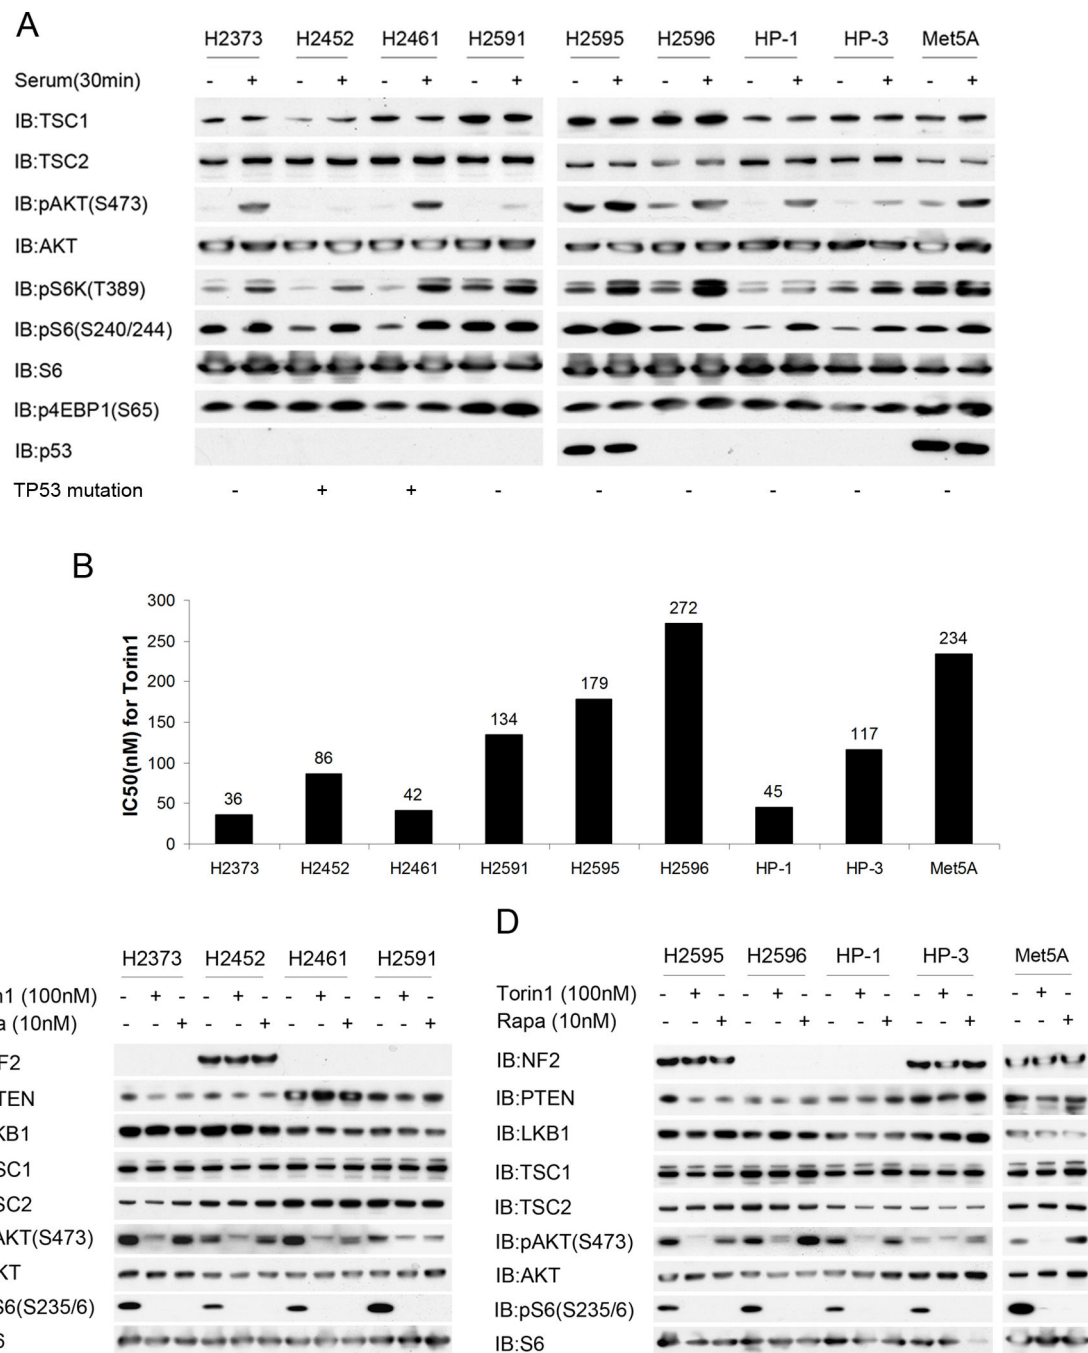 A
H2373 H2452 H2461 H2591 H2595 H2596 HP-1 HP-3 Met5A
Serum(30min) - + - + - + - + - + - + - + - + - +
IB:TSC1
IB:TSC2
IB:pAKT(S473)
IB:AKT
IB:pS6K(T389)
IB:pS6(S240/244)
IB:S6
IB:p4EBP1(S65)
IB:p53
TP53 mutation - + + - - - - - -
B
IC50(nM) for Torin1
300
250
200
150
100
50
0
36 86 42 134 179 272 45 117 234
H2373 H2452 H2461 H2591 H2595 H2596 HP-1 HP-3 Met5A
H2373 H2452 H2461 H2591
n1 (100nM) - + - - + - - + - - + -
a (10nM) - - + - - + - - + - - +
F2
TEN
KB1
SC1
SC2
AKT(S473)
KT
S6(S235/6)
6
D
H2595 H2596 HP-1 HP-3 Met5A
Torin1 (100nM) - + - - + - - + - - + - - + -
Rapa (10nM) - - + - - + - - + - - + - - +
IB:NF2
IB:PTEN
IB:LKB1
IB:TSC1
IB:TSC2
IB:pAKT(S473)
IB:AKT
IB:pS6(S235/6)
IB:S6